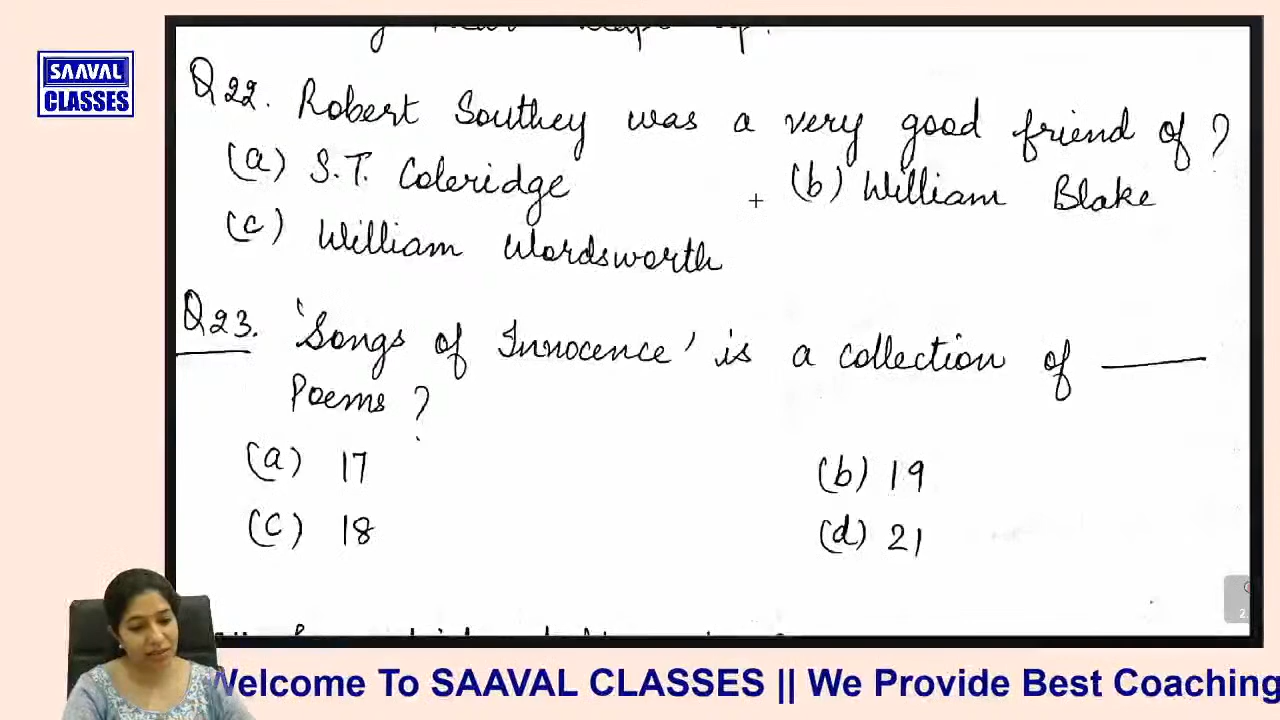 SAAVAL
CLASSES
Q22. Robert Southey was a very good friend of ?
(a) S.T. Coleridge (b) William Blake
(c) William Wordsworth
Q23. 'Songs of Innocence' is a collection of ____
Poems ?
(a) 17 (b) 19
(c) 18 (d) 21
Welcome To SAAVAL CLASSES || We Provide Best Coaching